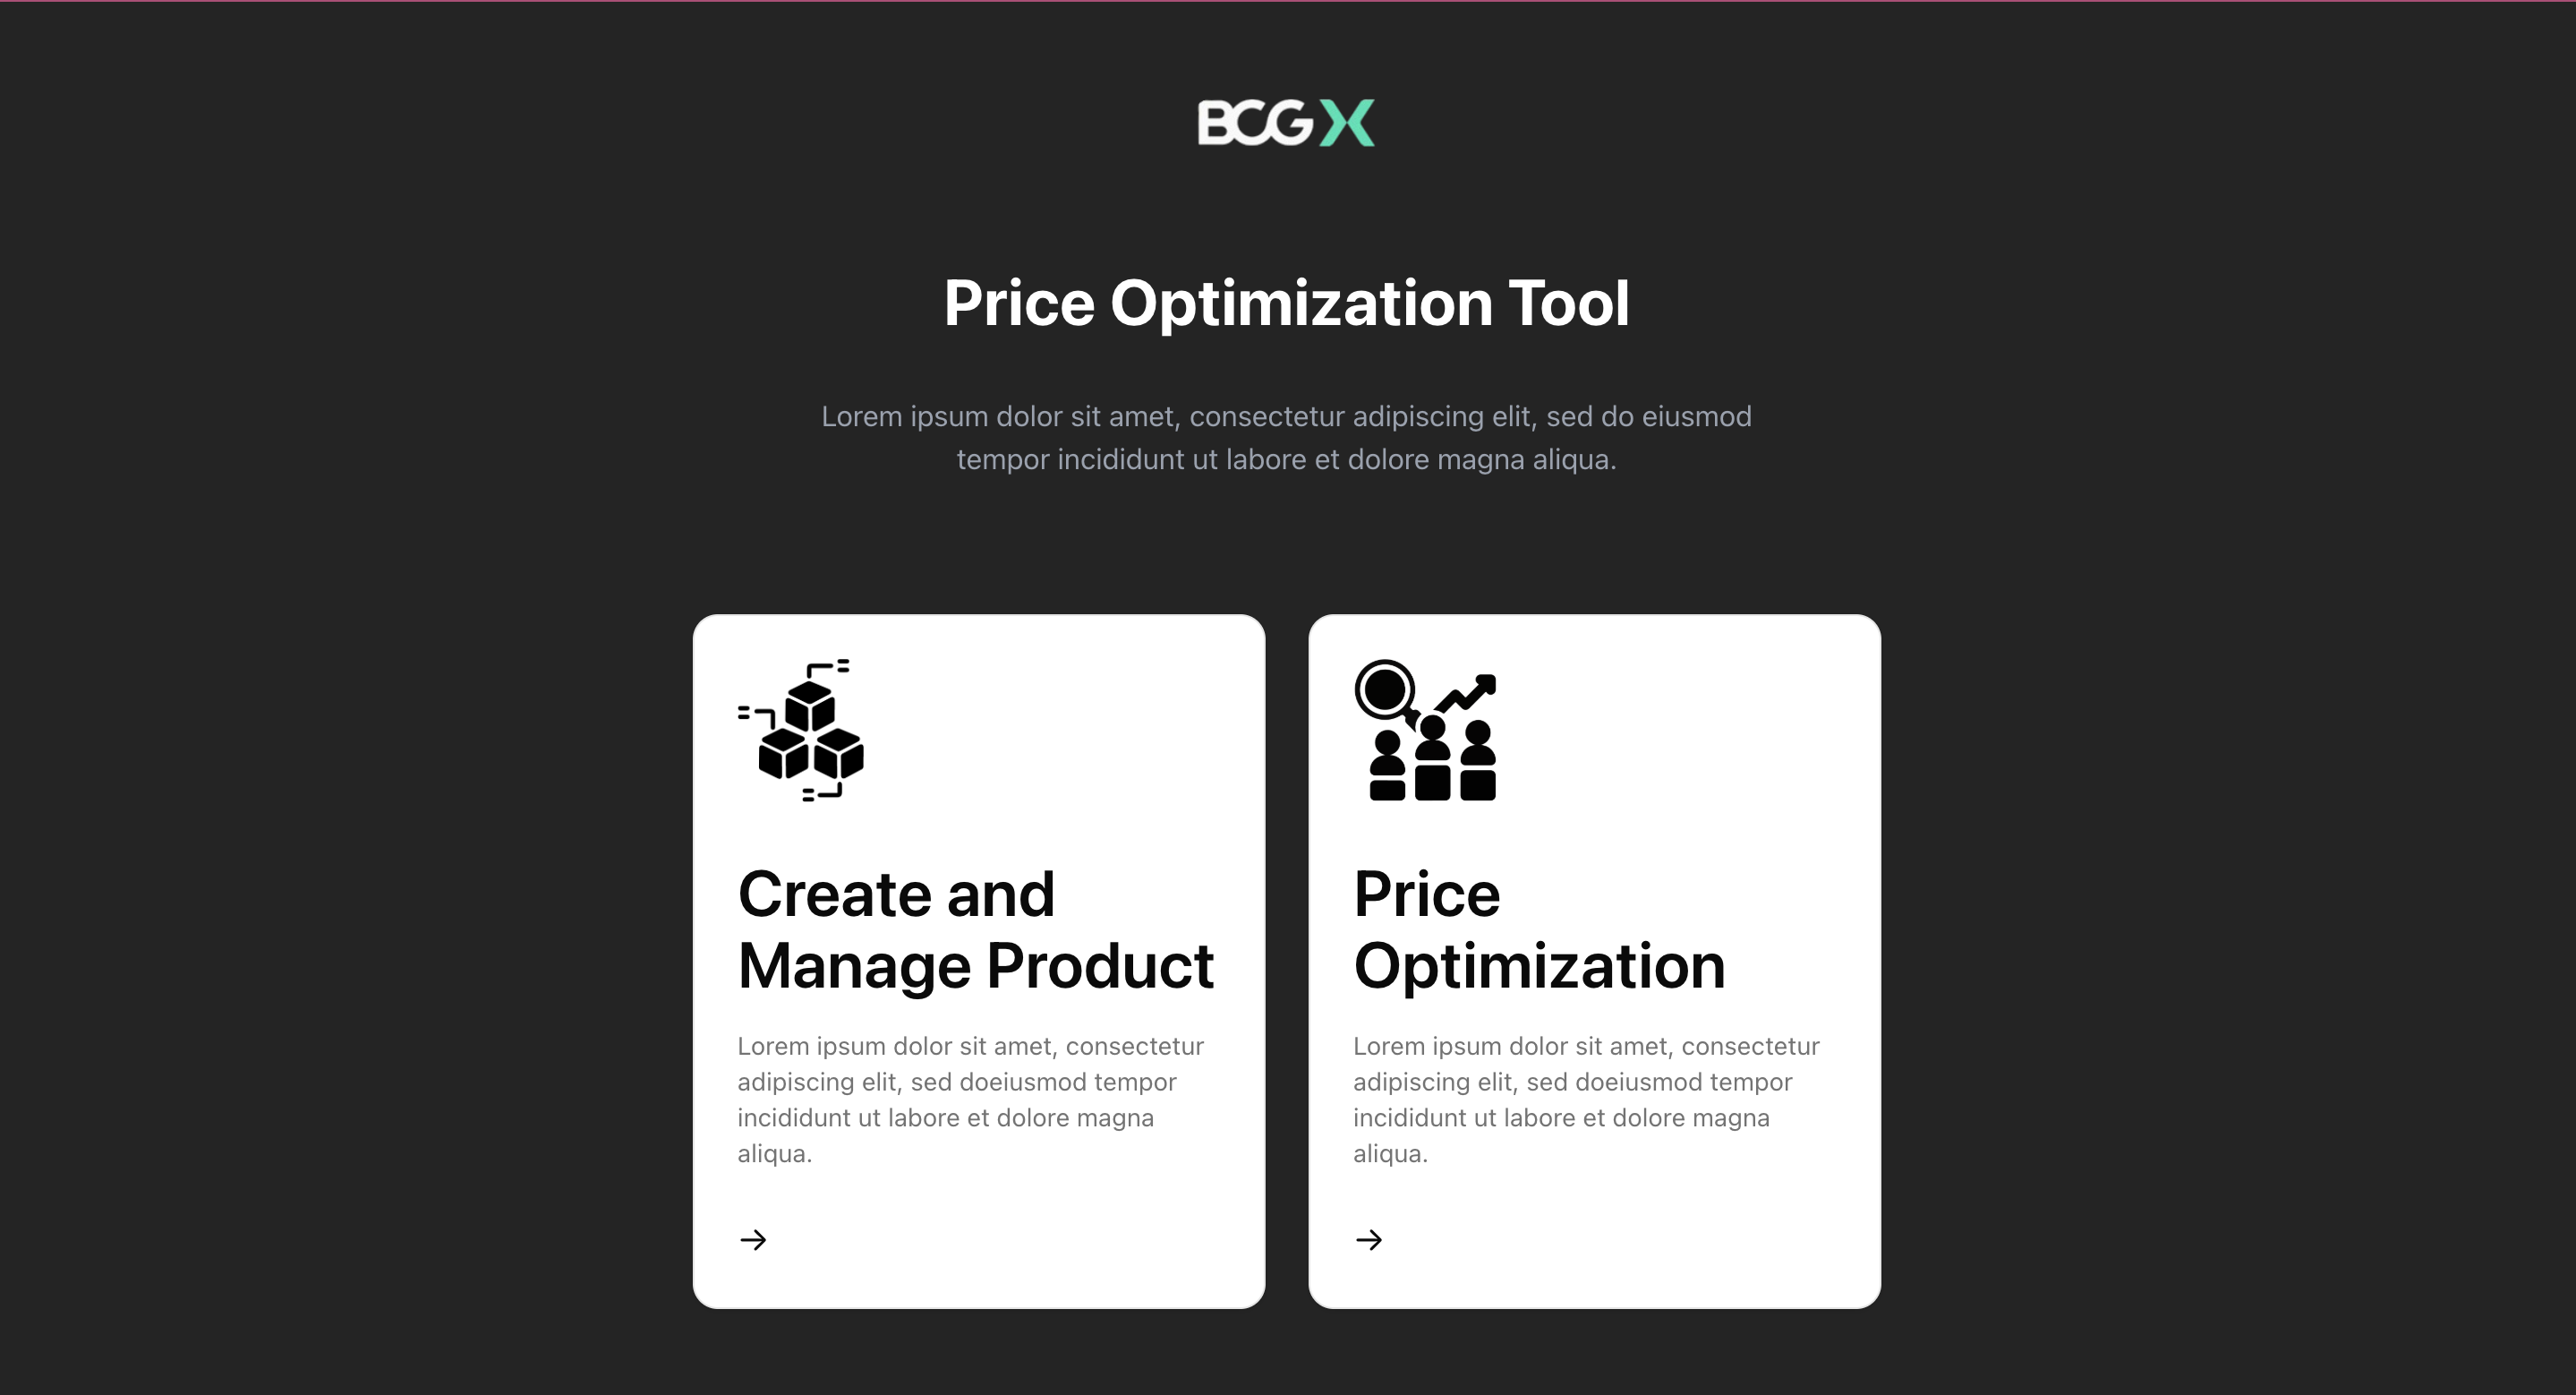 BCG X
Price Optimization Tool
Lorem ipsum dolor sit amet, consectetur adipiscing elit, sed do eiusmod
tempor incididunt ut labore et dolore magna aliqua.
Create and
Manage Product
Lorem ipsum dolor sit amet, consectetur
adipiscing elit, sed doeiusmod tempor
incididunt ut labore et dolore magna
aliqua.
Price
Optimization
Lorem ipsum dolor sit amet, consectetur
adipiscing elit, sed doeiusmod tempor
incididunt ut labore et dolore magna
aliqua.